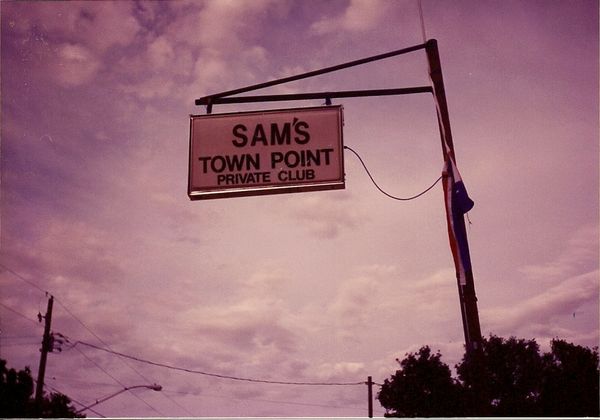 SAM'S
TOWN POINT
PRIVATE CLUB